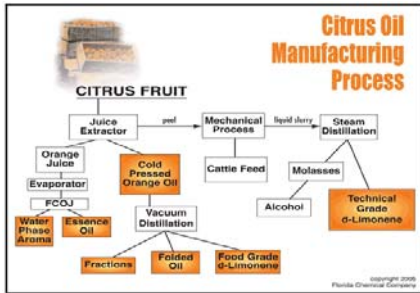 Citrus Oil
Manufacturing
Process
CITRUS FRUIT
Juice
Extractor
peel
Mechanical
Process
liquid slurry
Steam
Distillation
Orange
Juice
Cold
Pressed
Orange Oil
Cattle Feed
Molasses
Evaporator
FCOJ
Alcohol
Technical
Grade
d-Limonene
Water
Phase
Aroma
Essence
Oil
Vacuum
Distillation
Fractions
Folded
Oil
Food Grade
d-Limonene
copyright 2005
Florida Chemical Company